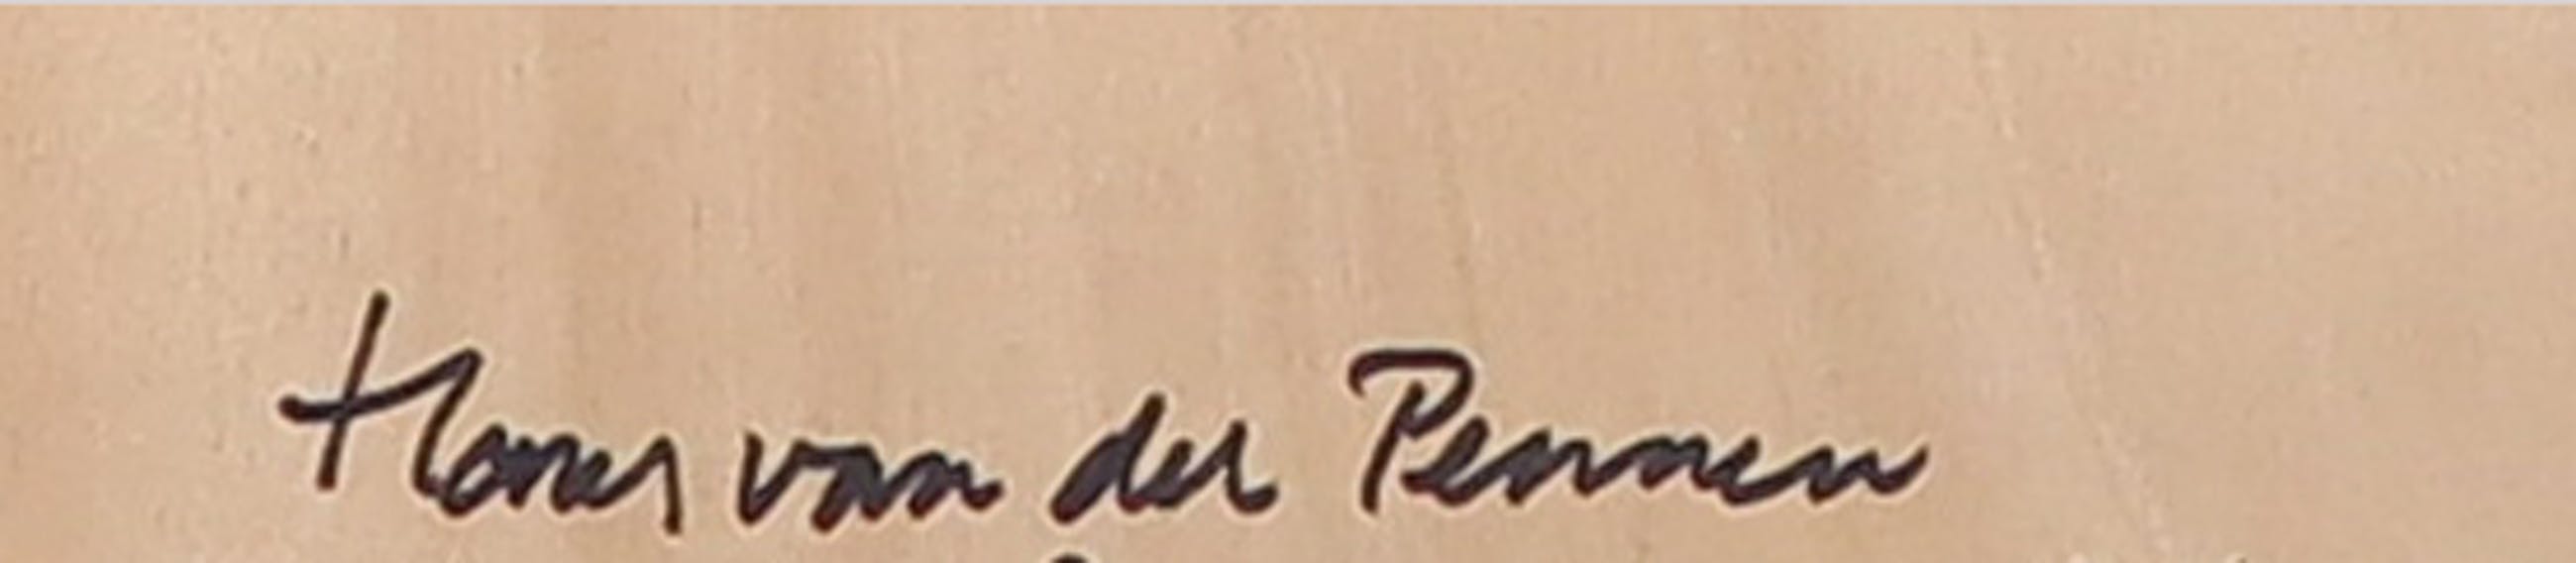 van der Pennen